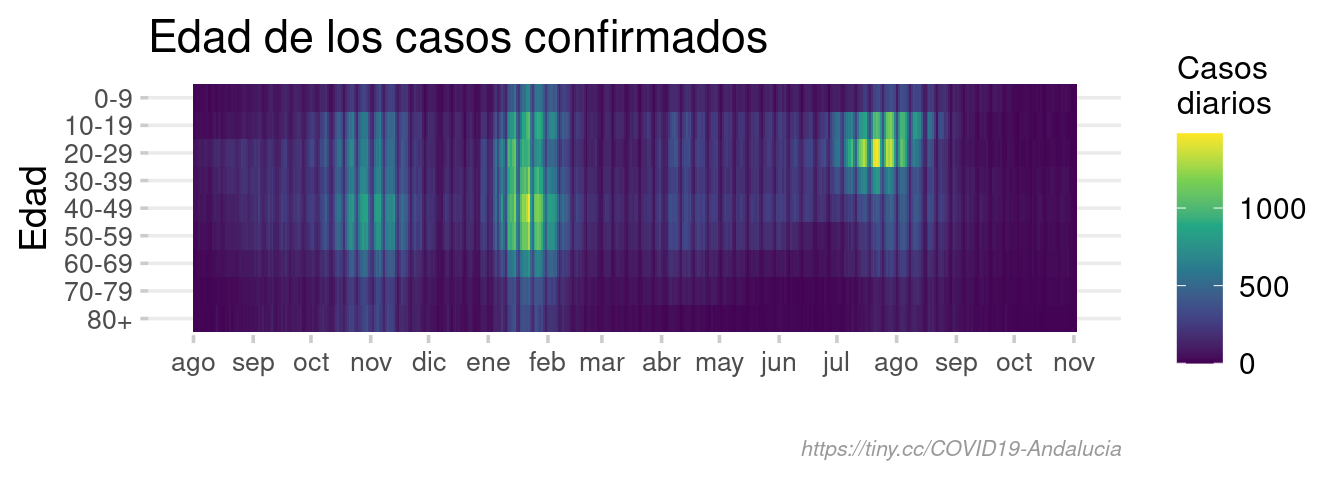 Edad de los casos confirmados
Casos
diarios
1000
500
0
Edad
0-9
10-19
20-29
30-39
40-49
50-59
60-69
70-79
80+
ago sep oct nov dic ene feb mar abr may jun jul ago sep oct nov
https://tiny.cc/COVID19-Andalucia